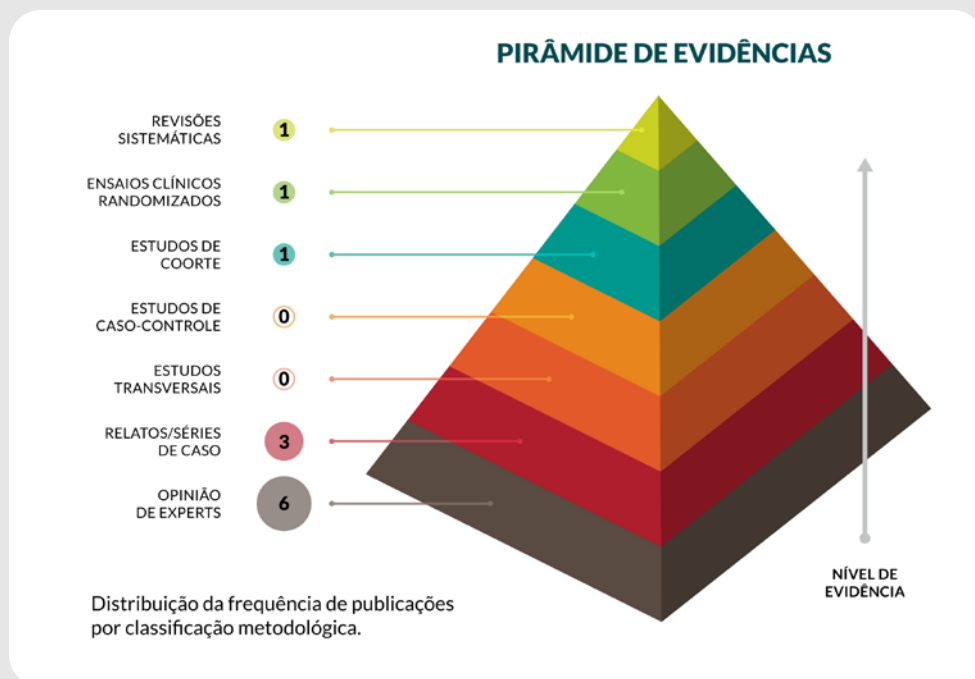 PIRÂMIDE DE EVIDÊNCIAS
REVISÕES
SISTEMÁTICAS
1
ENSAIOS CLÍNICOS
RANDOMIZADOS
1
ESTUDOS DE
COORTE
1
ESTUDOS DE
CASO-CONTROLE
0
ESTUDOS
TRANSVERSAIS
0
RELATOS/SÉRIES
DE CASO
3
OPINIÃO
DE EXPERTS
6
NÍVEL DE
EVIDÊNCIA
Distribuição da frequência de publicações
por classificação metodológica.